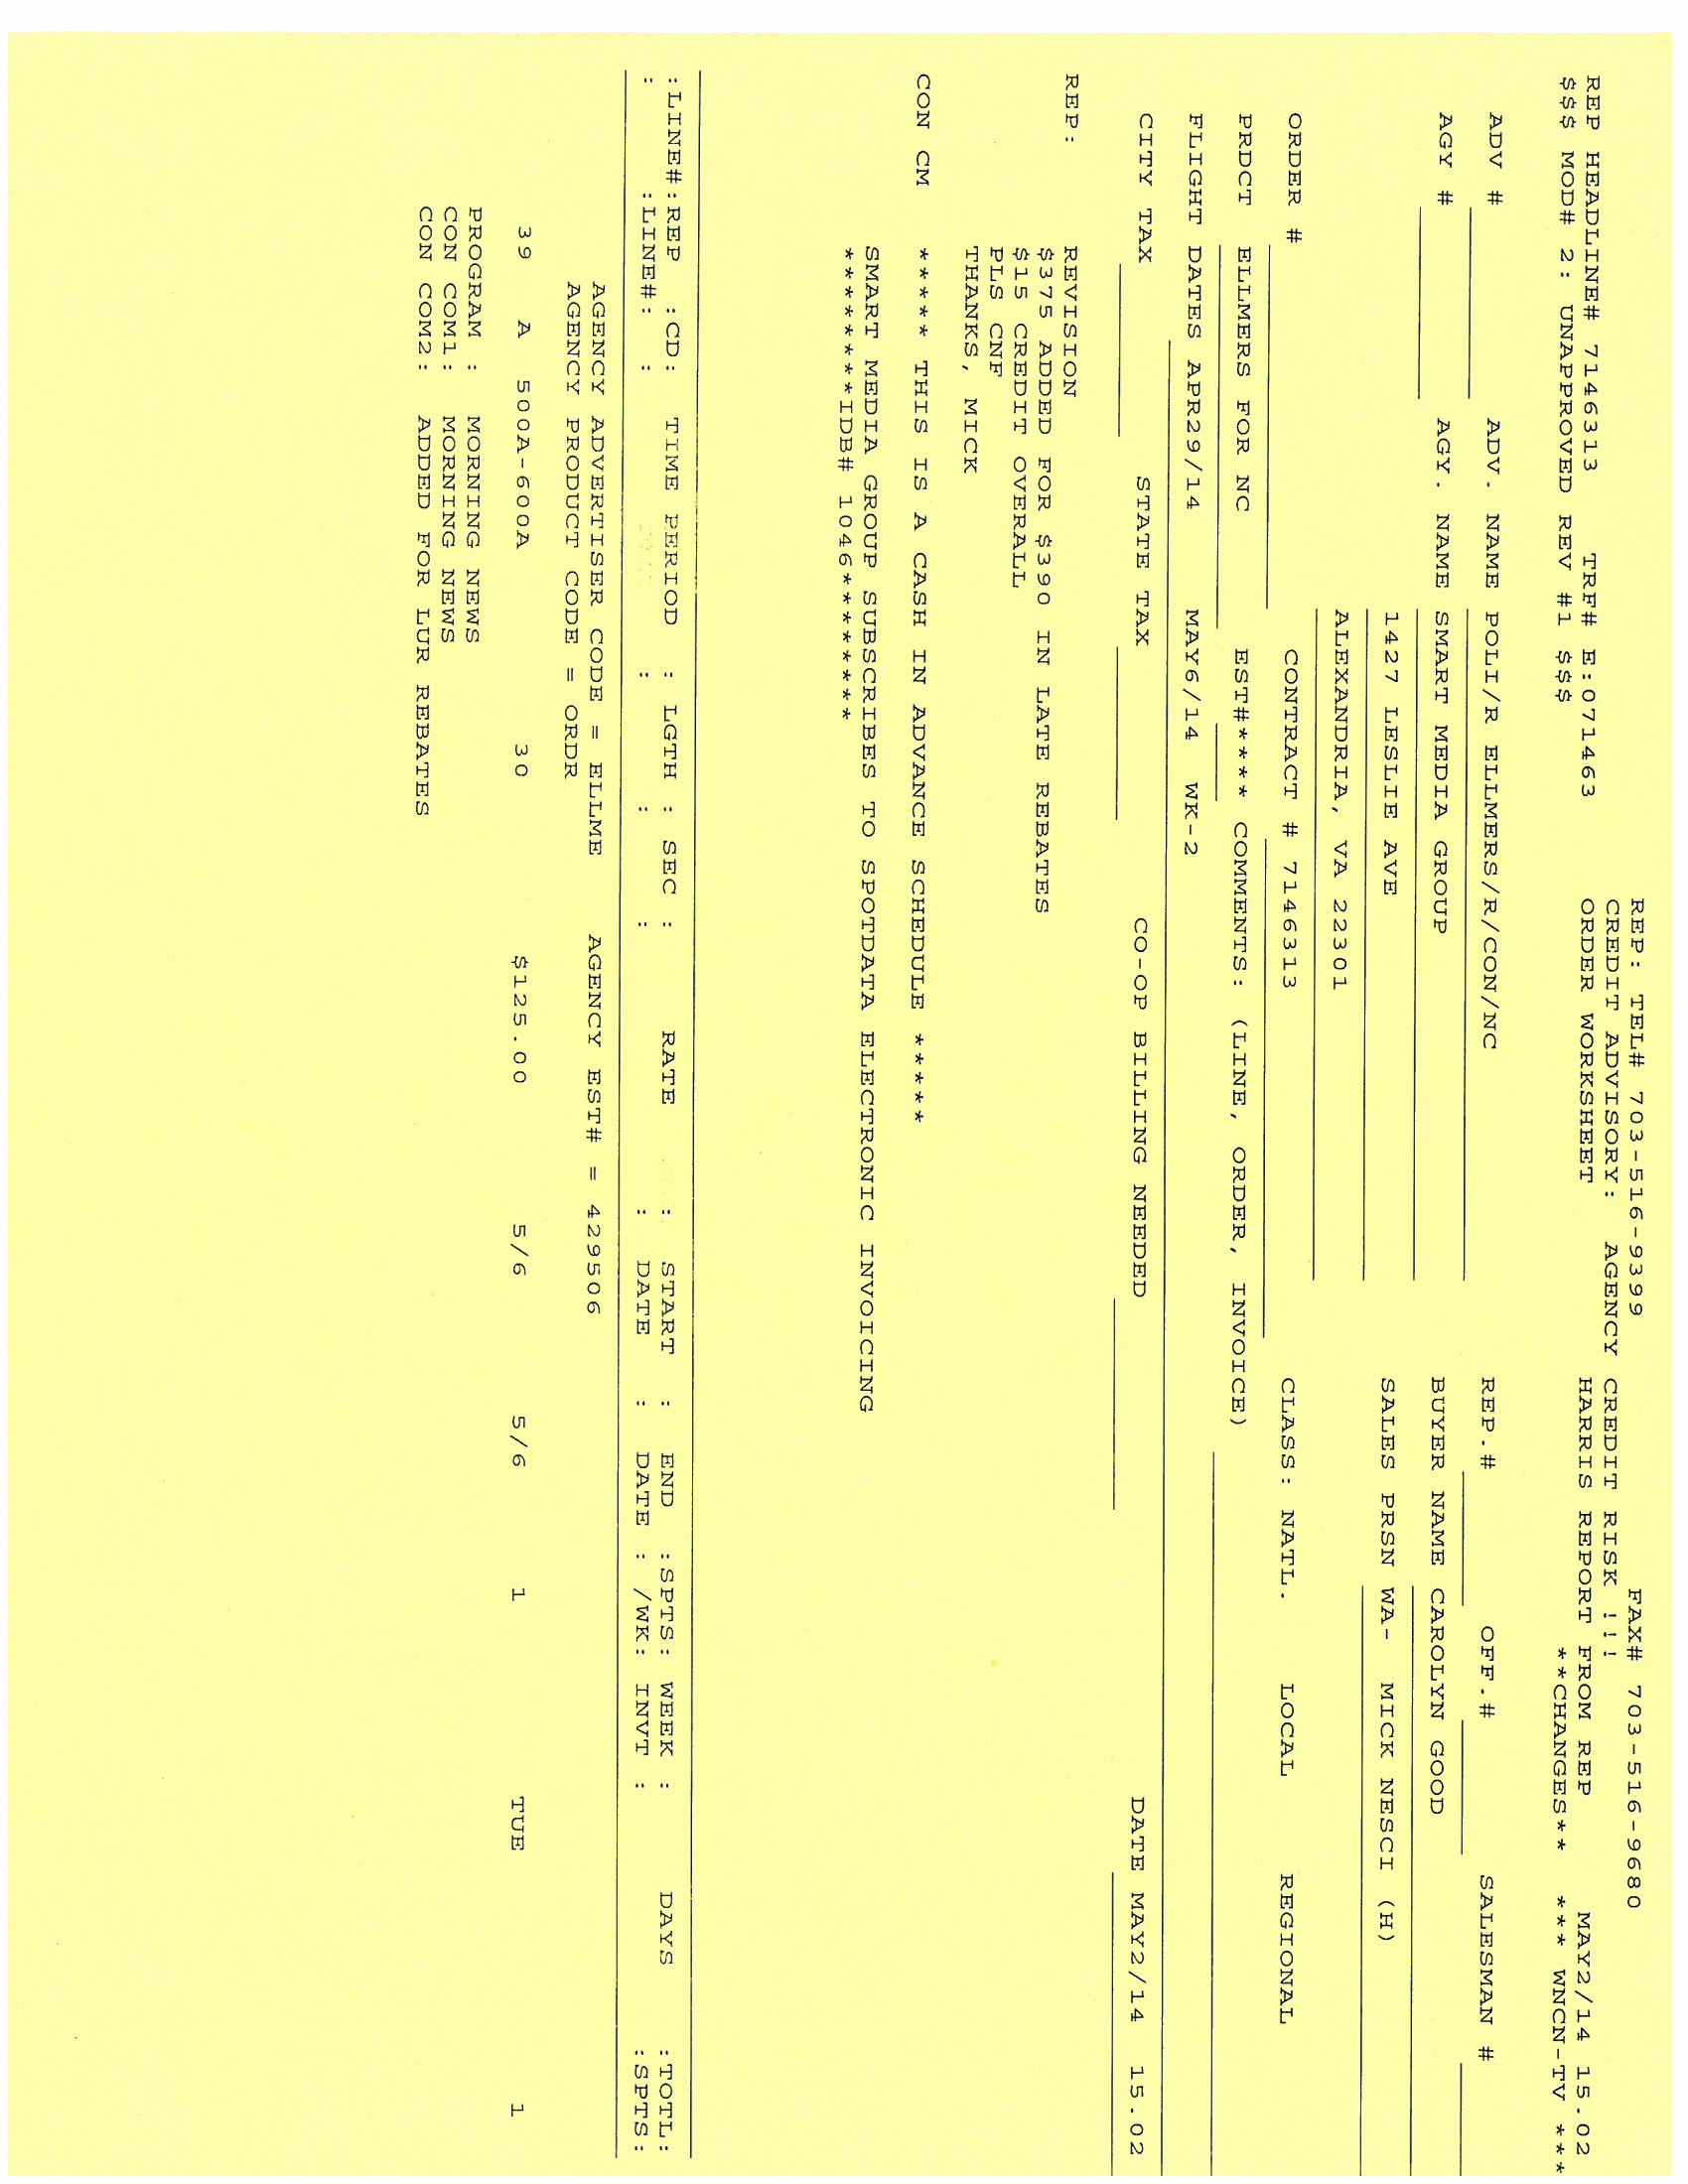 REP: TEL# 703-516-9399 FAX# 703-516-9680
CREDIT ADVISORY: AGENCY CREDIT RISK !!!
REP HEADLINE# 7146313 TRF# E:071463 ORDER WORKSHEET HARRIS REPORT FROM REP MAY2/14 15.02
$$$ MOD# 2: UNAPPROVED REV #1 $$$ **CHANGES** *** WNCN-TV ***
ADV # ADV. NAME POLI/R ELLMERS/R/CON/NC REP.# OFF.# SALESMAN #
AGY # AGY. NAME SMART MEDIA GROUP BUYER NAME CAROLYN GOOD
1427 LESLIE AVE SALES PRSN WA- MICK NESCI (H)
ALEXANDRIA, VA 22301
ORDER # CONTRACT # 7146313 CLASS: NATL. LOCAL REGIONAL
PRDCT ELLMERS FOR NC EST#**** COMMENTS: (LINE, ORDER, INVOICE)
FLIGHT DATES APR29/14 MAY6/14 WK-2
CITY TAX STATE TAX CO-OP BILLING NEEDED DATE MAY2/14 15.02
REP: REVISION
$375 ADDED FOR $390 IN LATE REBATES
$15 CREDIT OVERALL
PLS CNF
THANKS, MICK
CON CM ***** THIS IS A CASH IN ADVANCE SCHEDULE *****
SMART MEDIA GROUP SUBSCRIBES TO SPOTDATA ELECTRONIC INVOICING
********IDB# 1046********
:LINE#:REP :CD: TIME PERIOD : LGTH : SEC : RATE : START : END :SPTS: WEEK : DAYS :TOTL:
: :LINE#: : : : : : DATE : DATE : /WK: INVT : :SPTS:
AGENCY ADVERTISER CODE = ELLME AGENCY EST# = 429506
AGENCY PRODUCT CODE = ORDR
39 A 500A-600A 30 $125.00 5/6 5/6 1 TUE 1
PROGRAM : MORNING NEWS
CON COM1: MORNING NEWS
CON COM2: ADDED FOR LUR REBATES